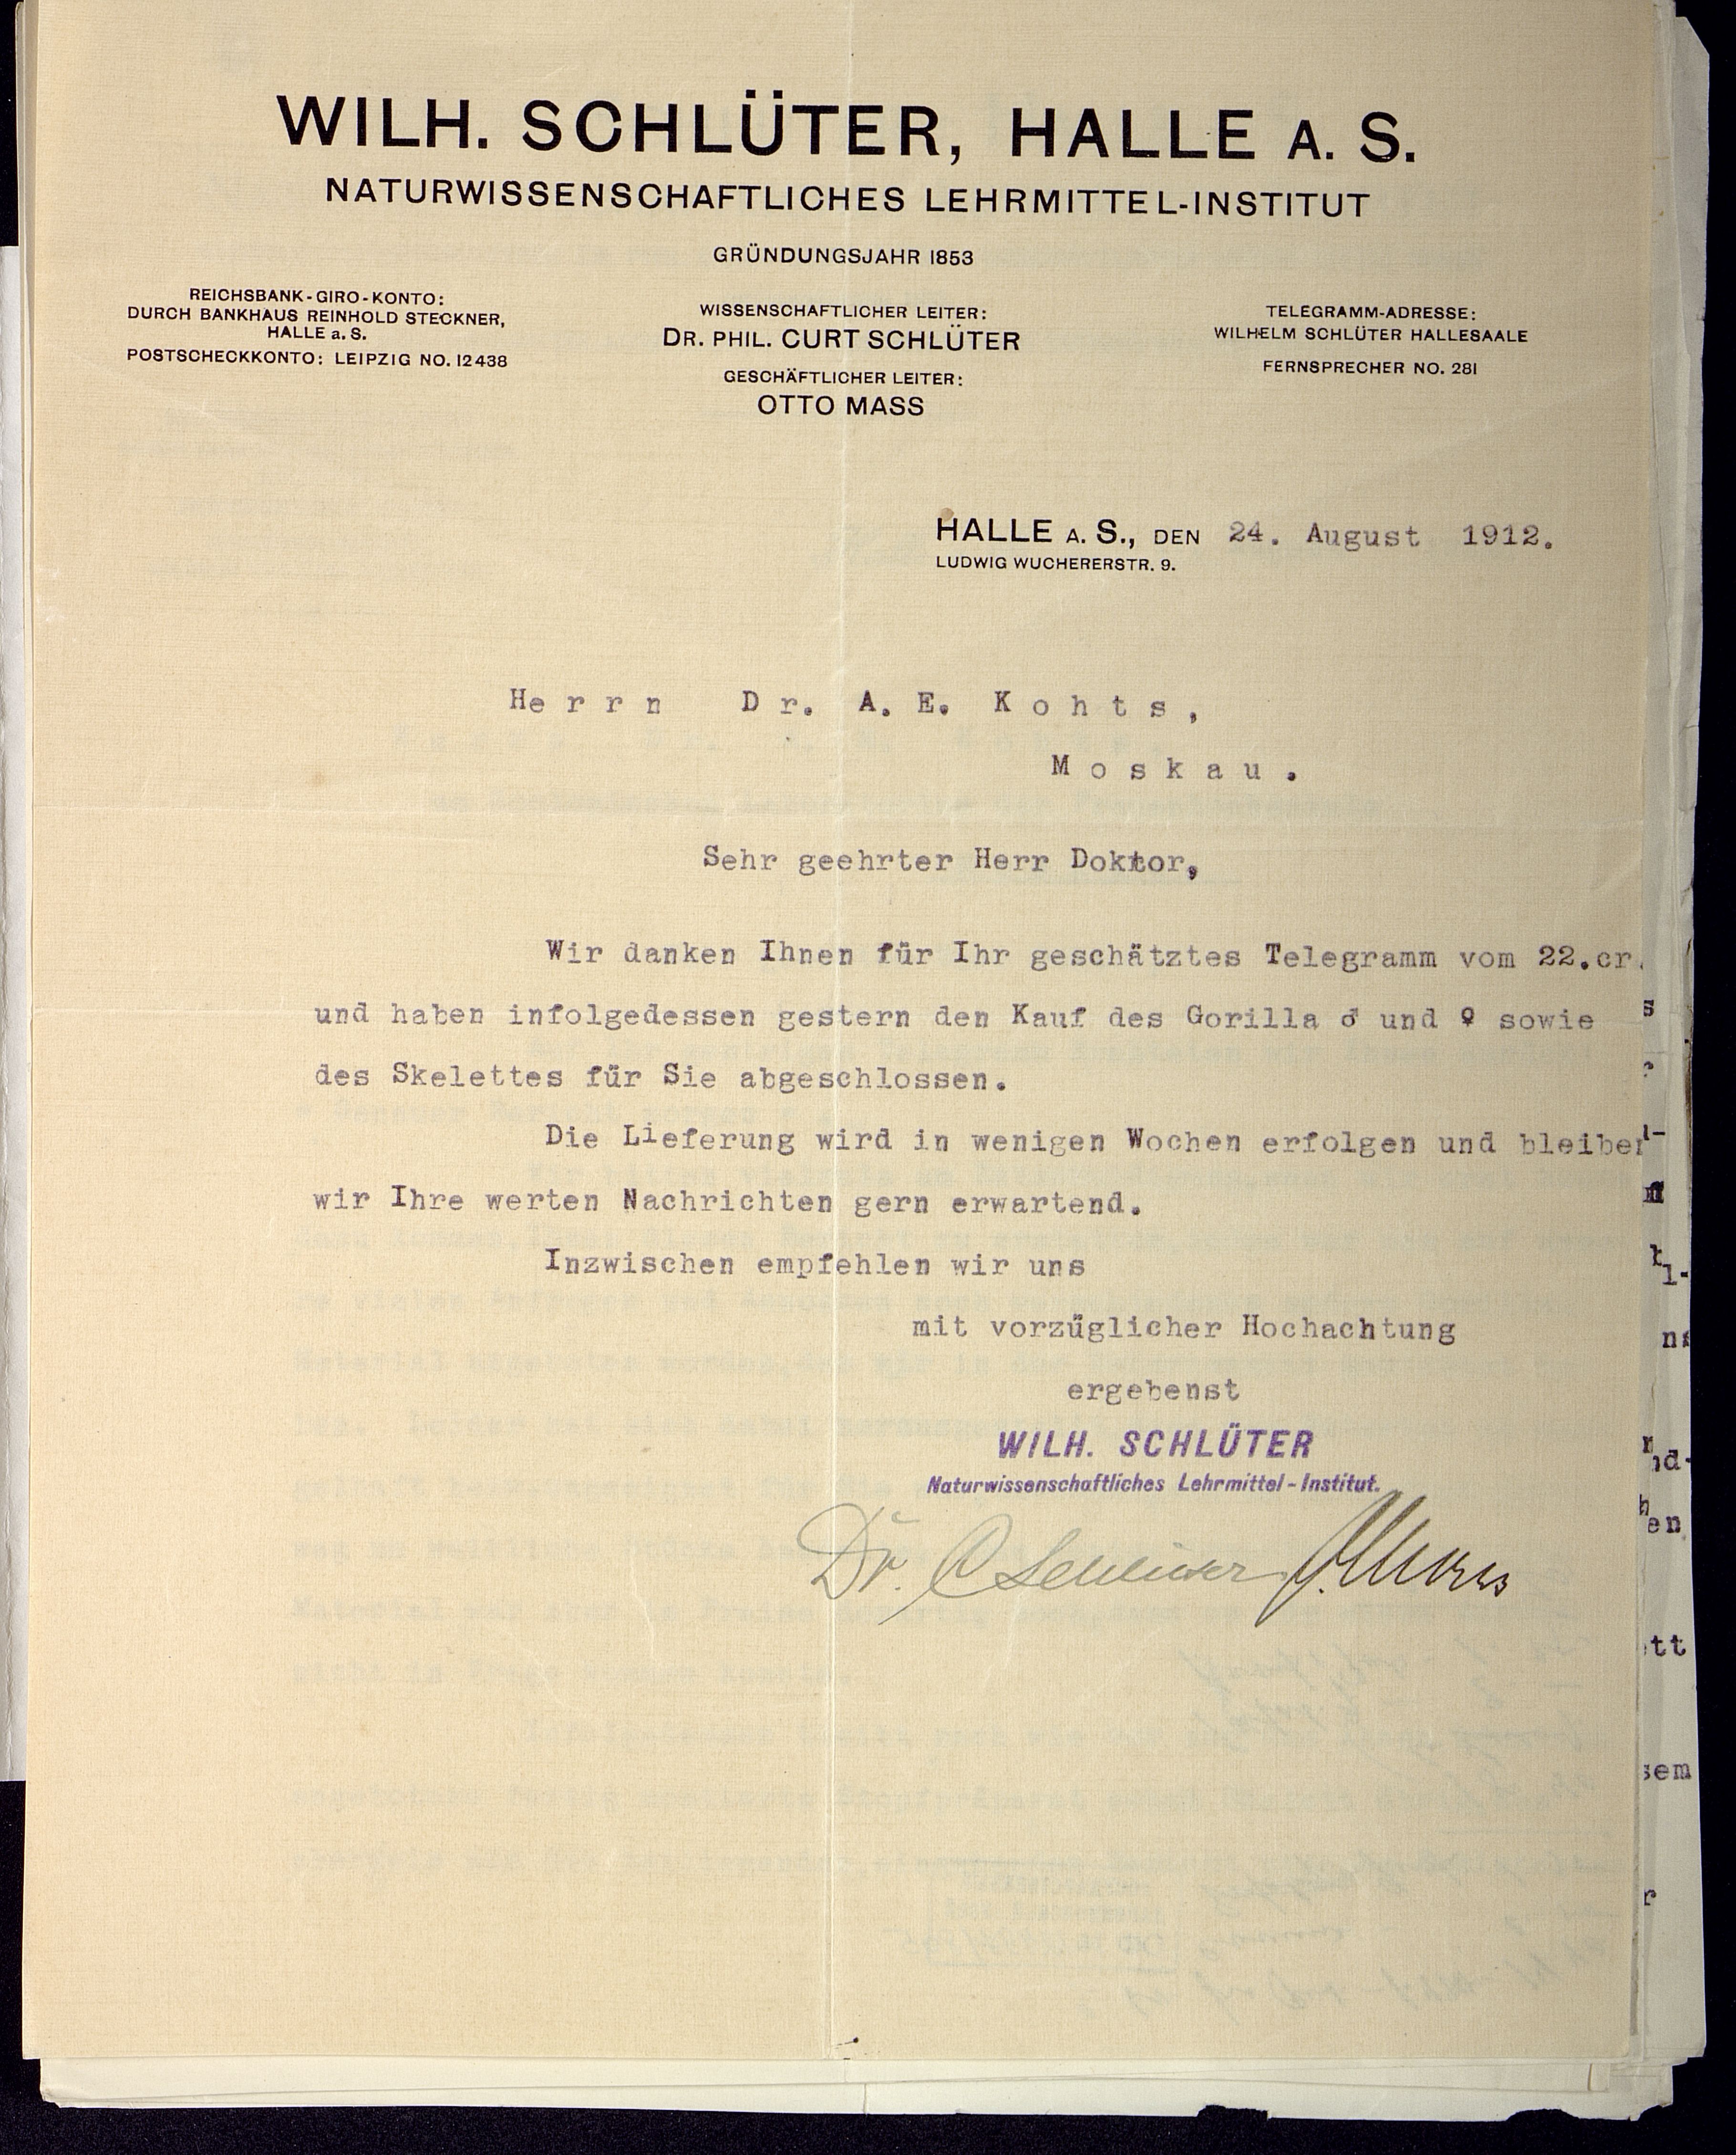 WILH. SCHLÜTER, HALLE A. S.
NATURWISSENSCHAFTLICHES LEHRMITTEL-INSTITUT
GRÜNDUNGSJAHR 1853
REICHSBANK-GIRO-KONTO:
DURCH BANKHAUS REINHOLD STECKNER,
HALLE a. S.
POSTSCHECKKONTO: LEIPZIG NO. 12438
WISSENSCHAFTLICHER LEITER:
DR. PHIL. CURT SCHLÜTER
GESCHÄFTLICHER LEITER:
OTTO MASS
TELEGRAMM-ADRESSE:
WILHELM SCHLÜTER HALLESAALE
FERNSPRECHER NO. 281
HALLE A. S., DEN 24. August 1912.
LUDWIG WUCHERERSTR. 9.
Herrn Dr. A. E. Kohts,
Moskau.
Sehr geehrter Herr Doktor,
Wir danken Ihnen für Ihr geschätztes Telegramm vom 22.cr.
und haben infolgedessen gestern den Kauf des Gorilla ♂ und ♀ sowie
des Skelettes für Sie abgeschlossen.
Die Lieferung wird in wenigen Wochen erfolgen und bleiben
wir Ihre werten Nachrichten gern erwartend.
Inzwischen empfehlen wir uns
mit vorzüglicher Hochachtung
ergebenst
WILH. SCHLÜTER
Naturwissenschaftliches Lehrmittel-Institut.
Dr. C Schlüter